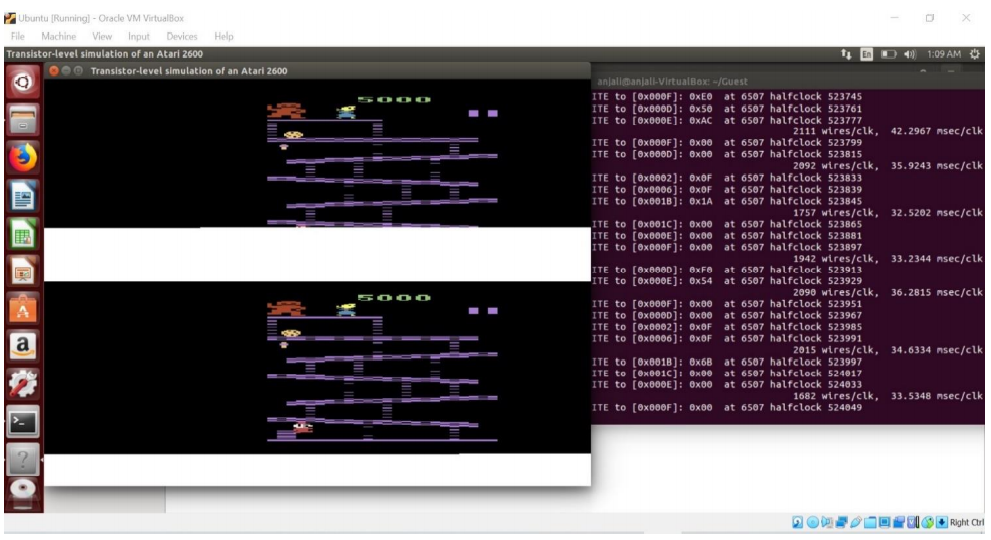 Ubuntu [Running] - Oracle VM VirtualBox
File Machine View Input Devices Help
Transistor-level simulation of an Atari 2600
En 1:09 AM
Transistor-level simulation of an Atari 2600
anjali@anjali-VirtualBox: ~/Guest
5000
ITE to [0x000F]: 0xE0 at 6507 halfclock 523745
ITE to [0x000D]: 0x50 at 6507 halfclock 523761
ITE to [0x000E]: 0xAC at 6507 halfclock 523777
2111 wires/clk, 42.2967 msec/clk
ITE to [0x000F]: 0x00 at 6507 halfclock 523799
ITE to [0x000D]: 0x00 at 6507 halfclock 523815
2092 wires/clk, 35.9243 msec/clk
ITE to [0x0002]: 0x0F at 6507 halfclock 523833
ITE to [0x0006]: 0x0F at 6507 halfclock 523839
ITE to [0x001B]: 0x1A at 6507 halfclock 523845
1757 wires/clk, 32.5202 msec/clk
ITE to [0x001C]: 0x00 at 6507 halfclock 523865
ITE to [0x000E]: 0x00 at 6507 halfclock 523881
ITE to [0x000F]: 0x00 at 6507 halfclock 523897
1942 wires/clk, 33.2344 msec/clk
ITE to [0x000D]: 0xF0 at 6507 halfclock 523913
ITE to [0x000E]: 0x54 at 6507 halfclock 523929
2090 wires/clk, 36.2815 msec/clk
ITE to [0x000F]: 0x00 at 6507 halfclock 523951
ITE to [0x000D]: 0x00 at 6507 halfclock 523967
ITE to [0x0002]: 0x0F at 6507 halfclock 523985
ITE to [0x0006]: 0x0F at 6507 halfclock 523991
2015 wires/clk, 34.6334 msec/clk
ITE to [0x001B]: 0x6B at 6507 halfclock 523997
ITE to [0x001C]: 0x00 at 6507 halfclock 524017
ITE to [0x000E]: 0x00 at 6507 halfclock 524033
1682 wires/clk, 33.5348 msec/clk
ITE to [0x000F]: 0x00 at 6507 halfclock 524049
5000
Right Ctrl